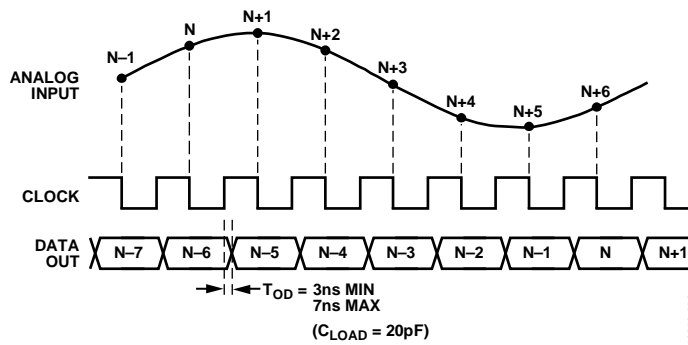 N–1
N
N+1
N+2
N+3
N+4
N+5
N+6
ANALOG
INPUT
CLOCK
DATA
OUT
N–7
N–6
N–5
N–4
N–3
N–2
N–1
N
N+1
T_OD = 3ns MIN
7ns MAX
(C_LOAD = 20pF)